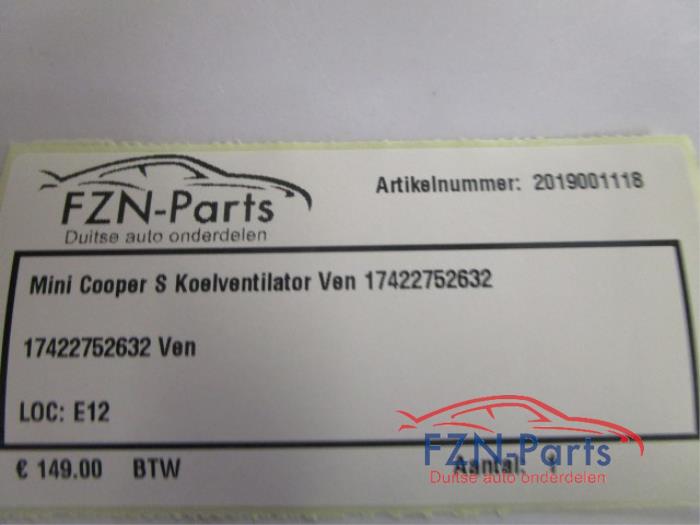 FZN-Parts
Duitse auto onderdelen
Artikelnummer: 2019001118
Mini Cooper S Koelventilator Ven 17422752632
17422752632 Ven
LOC: E12
€ 149.00 BTW
Aantal: 1
FZN-Parts
Duitse auto onderdelen